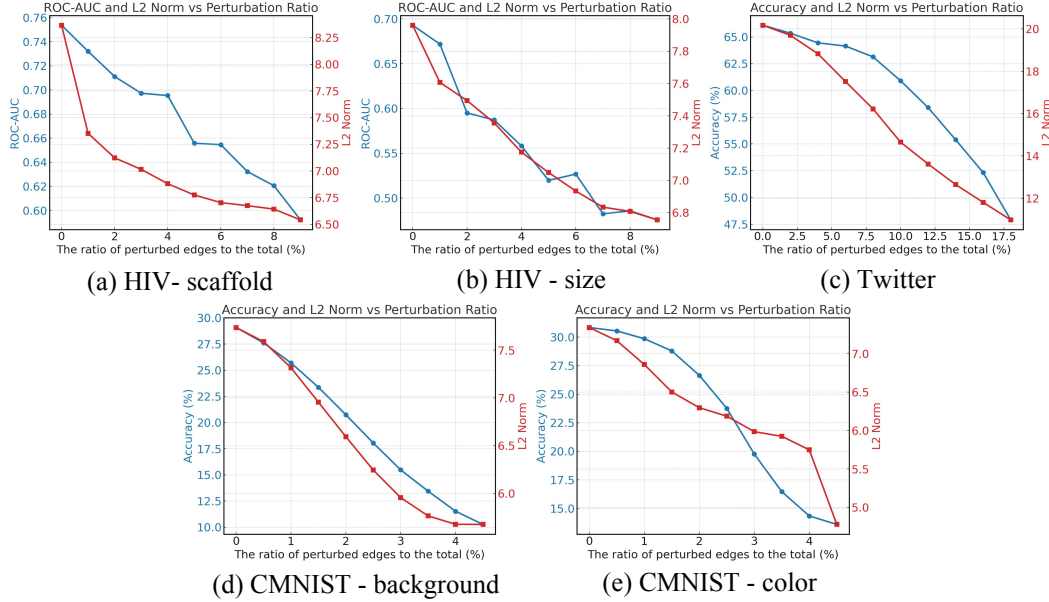 ROC-AUC and L2 Norm vs Perturbation Ratio
0.76
0.74
0.72
0.70
0.68
0.66
0.64
0.62
0.60
ROC-AUC
8.25
8.00
7.75
7.50
7.25
7.00
6.75
6.50
L2 Norm
0 2 4 6 8
The ratio of perturbed edges to the total (%)
(a) HIV- scaffold
ROC-AUC and L2 Norm vs Perturbation Ratio
0.70
0.65
0.60
0.55
0.50
ROC-AUC
8.0
7.8
7.6
7.4
7.2
7.0
6.8
L2 Norm
0 2 4 6 8
The ratio of perturbed edges to the total (%)
(b) HIV - size
Accuracy and L2 Norm vs Perturbation Ratio
65.0
62.5
60.0
57.5
55.0
52.5
50.0
47.5
Accuracy (%)
20
18
16
14
12
L2 Norm
0.0 2.5 5.0 7.5 10.0 12.5 15.0 17.5
The ratio of perturbed edges to the total (%)
(c) Twitter
Accuracy and L2 Norm vs Perturbation Ratio
30.0
27.5
25.0
22.5
20.0
17.5
15.0
12.5
10.0
Accuracy (%)
7.5
7.0
6.5
6.0
L2 Norm
0 1 2 3 4
The ratio of perturbed edges to the total (%)
(d) CMNIST - background
Accuracy and L2 Norm vs Perturbation Ratio
30.0
27.5
25.0
22.5
20.0
17.5
15.0
Accuracy (%)
7.0
6.5
6.0
5.5
5.0
L2 Norm
0 1 2 3 4
The ratio of perturbed edges to the total (%)
(e) CMNIST - color